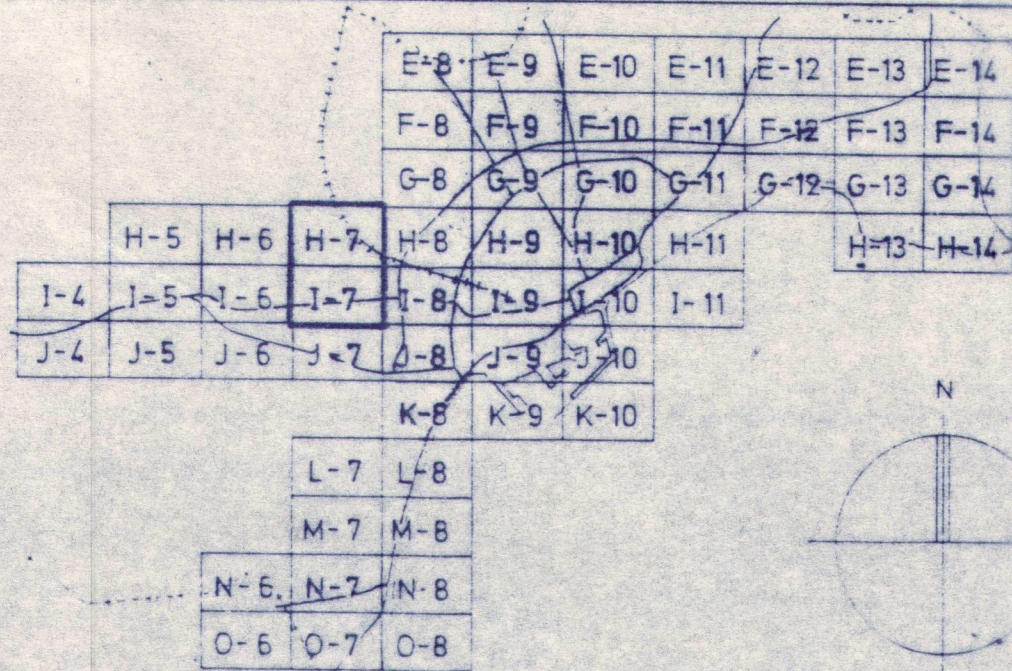 E-8 E-9 E-10 E-11 E-12 E-13 E-14
F-8 F-9 F-10 F-11 F-12 F-13 F-14
G-8 G-9 G-10 G-11 G-12 G-13 G-14
H-5 H-6 H-7 H-8 H-9 H-10 H-11 H-13 H-14
I-4 I-5 I-6 I-7 I-8 I-9 I-10 I-11
J-4 J-5 J-6 J-7 J-8 J-9 J-10
K-8 K-9 K-10
N
L-7 L-8
M-7 M-8
N-6 N-7 N-8
O-6 O-7 O-8